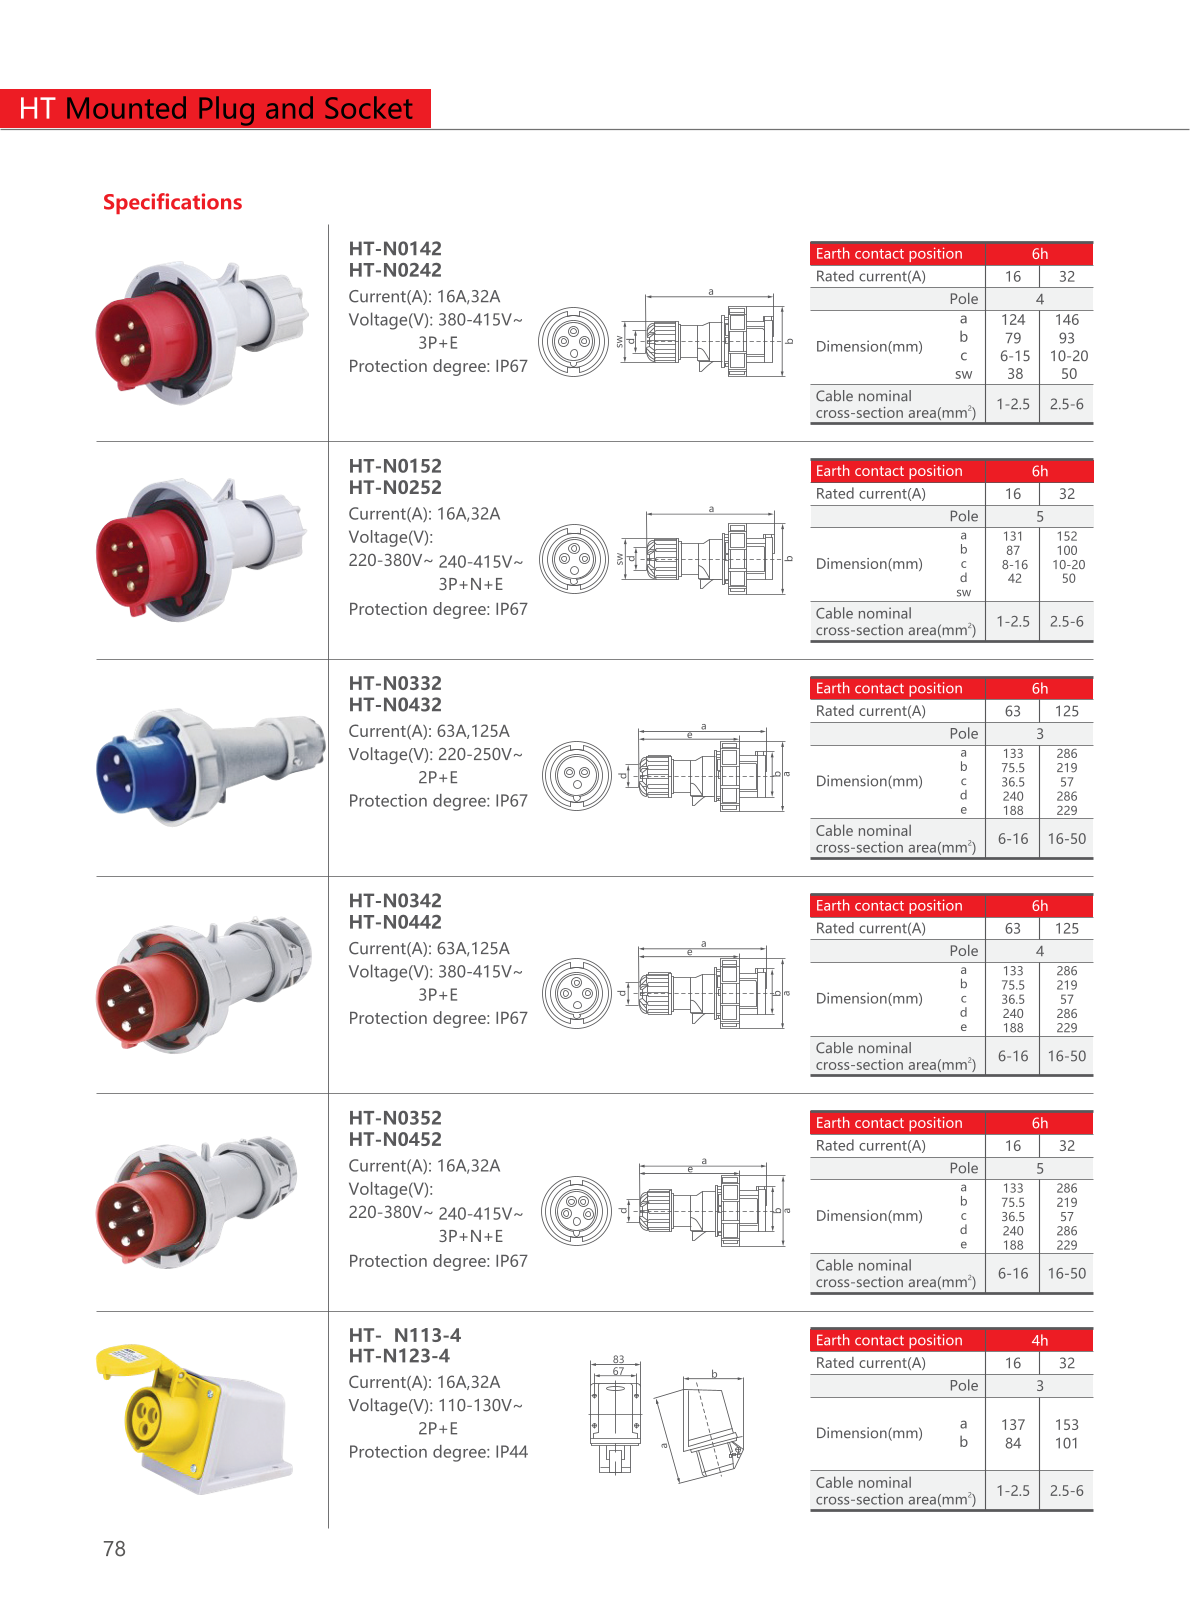 HT Mounted Plug and Socket
Specifications
HT-N0142
HT-N0242
Current(A): 16A,32A
Voltage(V): 380-415V~
3P+E
Protection degree: IP67
a
sw
d
b
Earth contact position 6h
Rated current(A) 16 32
Pole 4
Dimension(mm)
a 124 146
b 79 93
c 6-15 10-20
sw 38 50
Cable nominal
cross-section area(mm²) 1-2.5 2.5-6
HT-N0152
HT-N0252
Current(A): 16A,32A
Voltage(V):
220-380V~ 240-415V~
3P+N+E
Protection degree: IP67
a
sw
d
b
Earth contact position 6h
Rated current(A) 16 32
Pole 5
Dimension(mm)
a 131 152
b 87 100
c 8-16 10-20
d 42 50
sw
Cable nominal
cross-section area(mm²) 1-2.5 2.5-6
HT-N0332
HT-N0432
Current(A): 63A,125A
Voltage(V): 220-250V~
2P+E
Protection degree: IP67
a
e
d
b
a
Earth contact position 6h
Rated current(A) 63 125
Pole 3
Dimension(mm)
a 133 286
b 75.5 219
c 36.5 57
d 240 286
e 188 229
Cable nominal
cross-section area(mm²) 6-16 16-50
HT-N0342
HT-N0442
Current(A): 63A,125A
Voltage(V): 380-415V~
3P+E
Protection degree: IP67
a
e
d
b
a
Earth contact position 6h
Rated current(A) 63 125
Pole 4
Dimension(mm)
a 133 286
b 75.5 219
c 36.5 57
d 240 286
e 188 229
Cable nominal
cross-section area(mm²) 6-16 16-50
HT-N0352
HT-N0452
Current(A): 16A,32A
Voltage(V):
220-380V~ 240-415V~
3P+N+E
Protection degree: IP67
a
e
d
b
a
Earth contact position 6h
Rated current(A) 16 32
Pole 5
Dimension(mm)
a 133 286
b 75.5 219
c 36.5 57
d 240 286
e 188 229
Cable nominal
cross-section area(mm²) 6-16 16-50
HT- N113-4
HT-N123-4
Current(A): 16A,32A
Voltage(V): 110-130V~
2P+E
Protection degree: IP44
83
67
b
a
Earth contact position 4h
Rated current(A) 16 32
Pole 3
Dimension(mm)
a 137 153
b 84 101
Cable nominal
cross-section area(mm²) 1-2.5 2.5-6
78